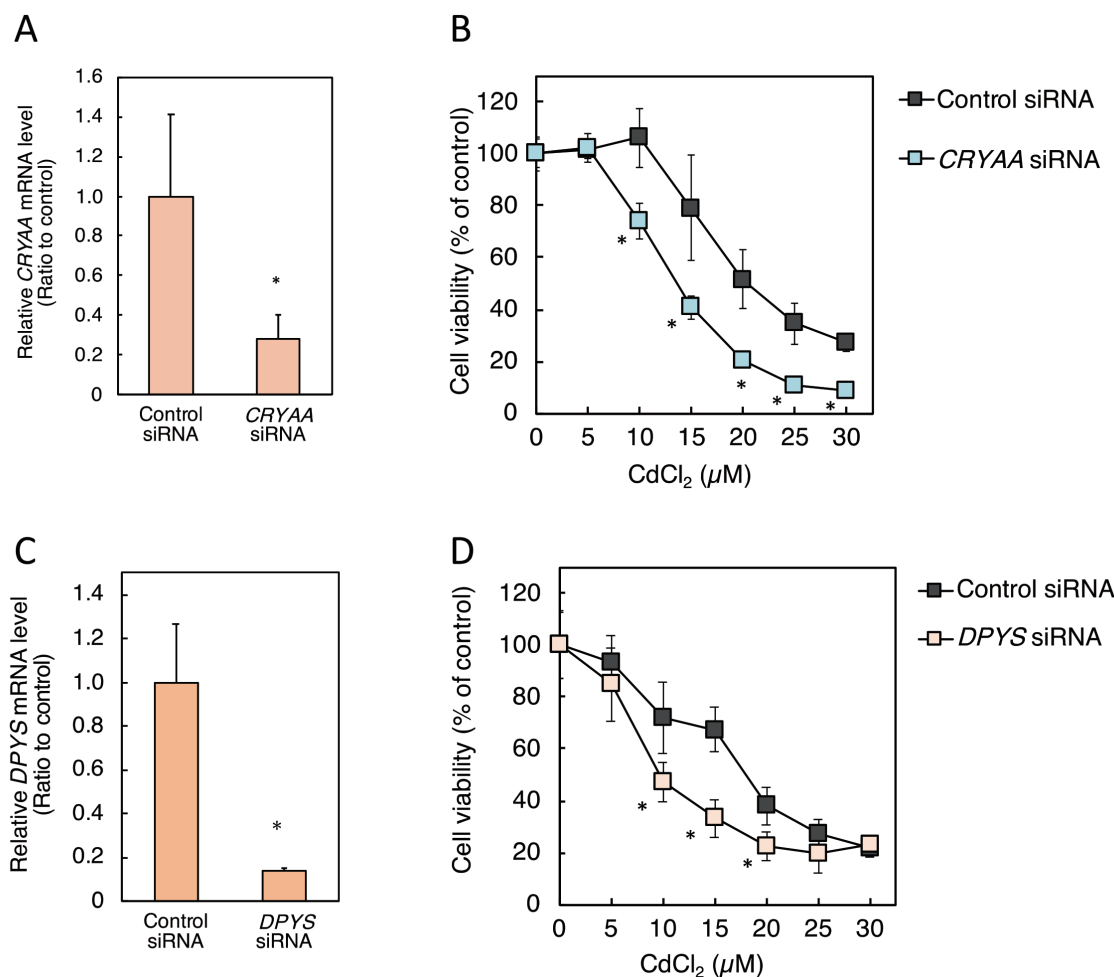 A
Relative CRYAA mRNA level
(Ratio to control)
1.6
1.4
1.2
1.0
0.8
0.6
0.4
0.2
0
*
Control
siRNA
CRYAA
siRNA
B
Cell viability (% of control)
120
100
80
60
40
20
0
*
*
*
*
*
0 5 10 15 20 25 30
CdCl₂ (µM)
Control siRNA
CRYAA siRNA
C
Relative DPYS mRNA level
(Ratio to control)
1.4
1.2
1.0
0.8
0.6
0.4
0.2
0
*
Control
siRNA
DPYS
siRNA
D
Cell viability (% of control)
120
100
80
60
40
20
0
*
*
*
0 5 10 15 20 25 30
CdCl₂ (µM)
Control siRNA
DPYS siRNA